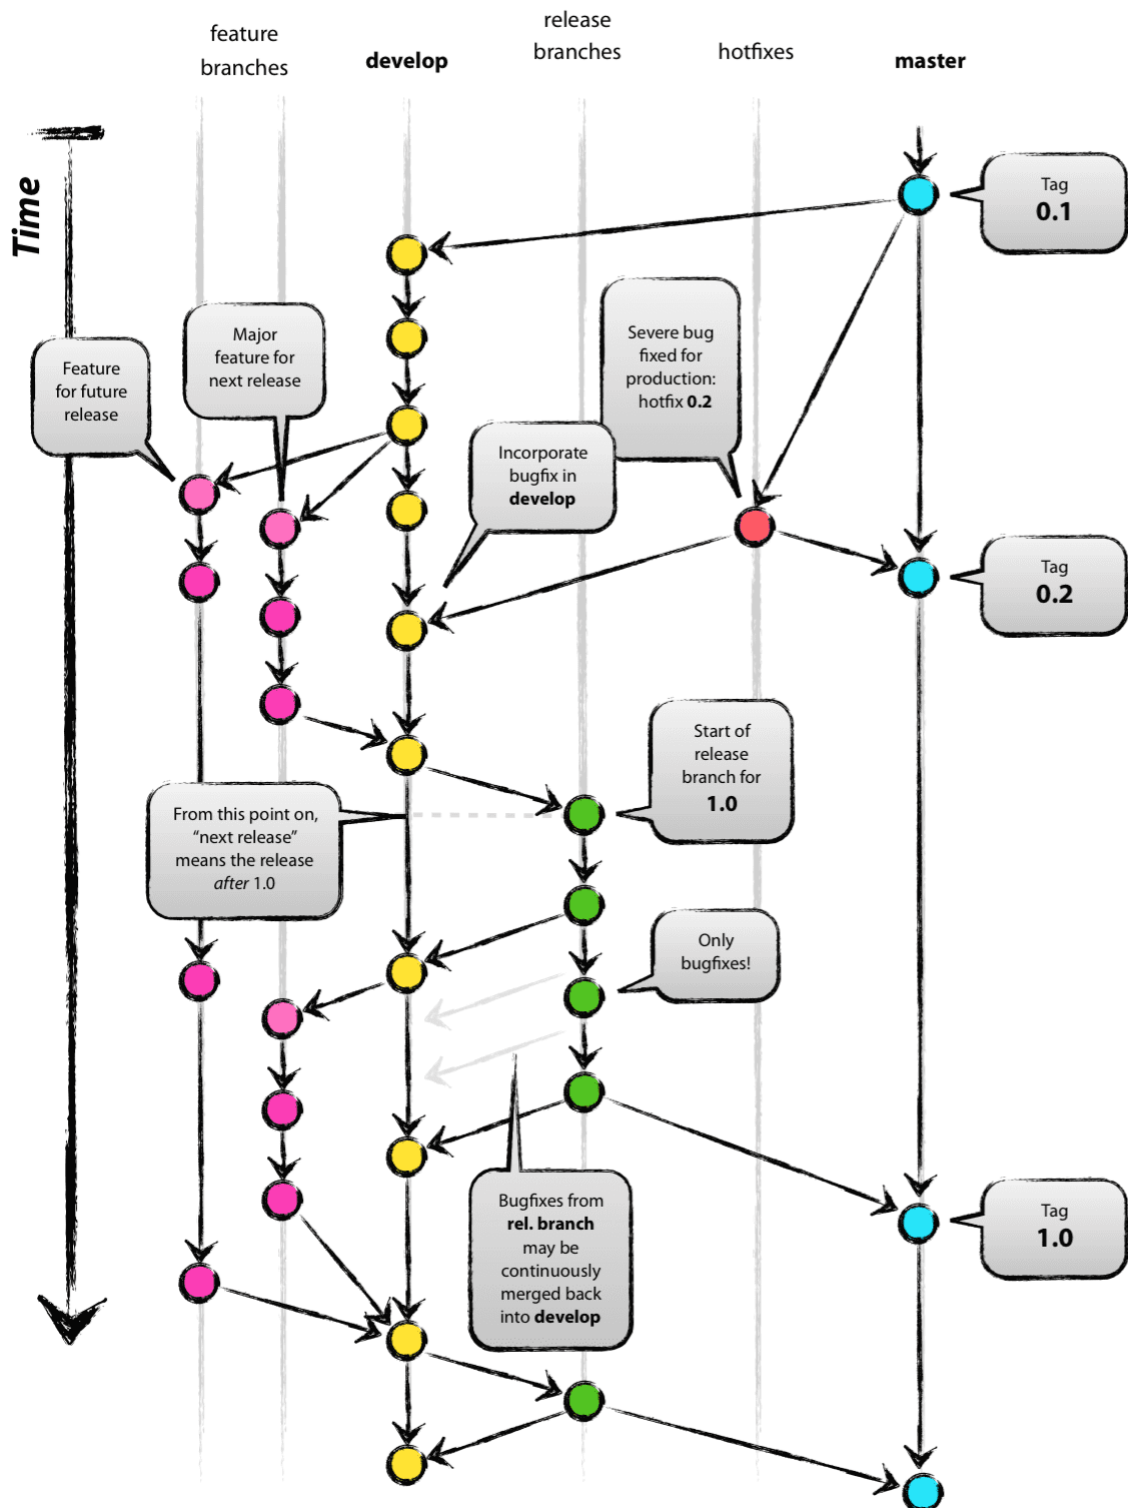 feature
branches
develop
release
branches
hotfixes
master
Time
Tag
0.1
Major
feature for
next release
Feature
for future
release
Severe bug
fixed for
production:
hotfix 0.2
Incorporate
bugfix in
develop
Tag
0.2
Start of
release
branch for
1.0
From this point on,
“next release”
means the release
after 1.0
Only
bugfixes!
Bugfixes from
rel. branch
may be
continuously
merged back
into develop
Tag
1.0